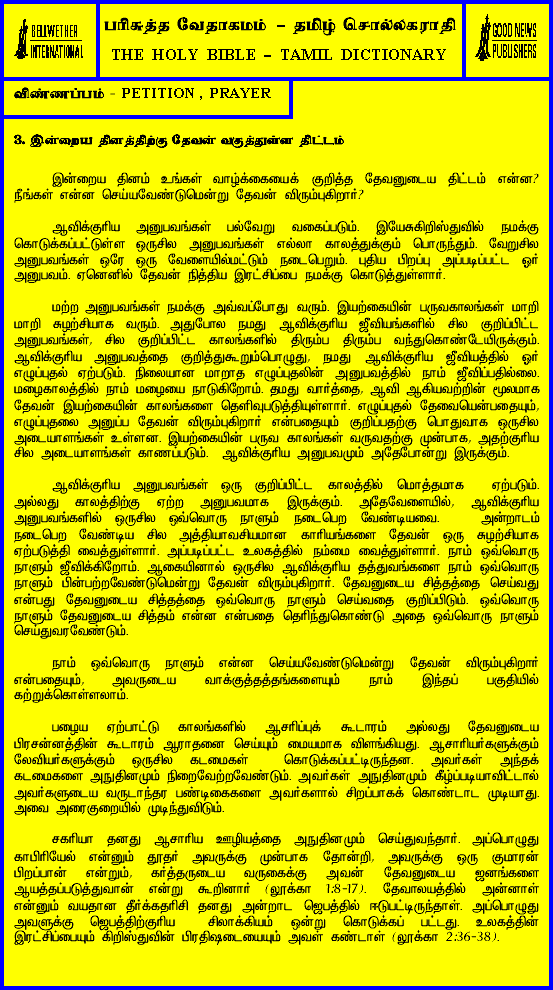 BELLWETHER
INTERNATIONAL
பரிசுத்த வேதாகமம் - தமிழ் சொல்லகராதி
THE HOLY BIBLE – TAMIL DICTIONARY
GOOD NEWS
PUBLISHERS
விண்ணப்பம் - PETITION , PRAYER
3. இன்றைய தினத்திற்கு தேவன் வகுத்துள்ள திட்டம்
இன்றைய தினம் உங்கள் வாழ்க்கையைக் குறித்த தேவனுடைய திட்டம் என்ன?
நீங்கள் என்ன செய்யவேண்டுமென்று தேவன் விரும்புகிறார்?
ஆவிக்குரிய அனுபவங்கள் பல்வேறு வகைப்படும். இயேசுகிறிஸ்துவில் நமக்கு
கொடுக்கப்பட்டுள்ள ஒருசில அனுபவங்கள் எல்லா காலத்துக்கும் பொருந்தும். வேறுசில
அனுபவங்கள் ஒரே ஒரு வேளையில்மட்டும் நடைபெறும். புதிய பிறப்பு அப்படிப்பட்ட ஓர்
அனுபவம். ஏனெனில் தேவன் நித்திய இரட்சிப்பை நமக்கு கொடுத்துள்ளார்.
மற்ற அனுபவங்கள் நமக்கு அவ்வப்போது வரும். இயற்கையின் பருவகாலங்கள் மாறி
மாறி சுழற்சியாக வரும். அதுபோல நமது ஆவிக்குரிய ஜீவியங்களில் சில குறிப்பிட்ட
அனுபவங்கள், சில குறிப்பிட்ட காலங்களில் திரும்ப திரும்ப வந்துகொண்டேயிருக்கும்.
ஆவிக்குரிய அனுபவத்தை குறித்துகூறும்பொழுது, நமது ஆவிக்குரிய ஜீவியத்தில் ஓர்
எழுப்புதல் ஏற்படும். நிலையான மாறாத எழுப்புதலின் அனுபவத்தில் நாம் ஜீவிப்பதில்லை.
மழைகாலத்தில் நாம் மழையை நாடுகிறோம். தமது வார்த்தை, ஆவி ஆகியவற்றின் மூலமாக
தேவன் இயற்கையின் காலங்களை தெளிவுபடுத்தியுள்ளார். எழுப்புதல் தேவையென்பதையும்,
எழுப்புதலை அனுப்ப தேவன் விரும்புகிறார் என்பதையும் குறிப்பதற்கு பொதுவாக ஒருசில
அடையாளங்கள் உள்ளன. இயற்கையின் பருவ காலங்கள் வருவதற்கு முன்பாக, அதற்குரிய
சில அடையாளங்கள் காணப்படும். ஆவிக்குரிய அனுபவமும் அதேபோன்று இருக்கும்.
ஆவிக்குரிய அனுபவங்கள் ஒரு குறிப்பிட்ட காலத்தில் மொத்தமாக ஏற்படும்.
அல்லது காலத்திற்கு ஏற்ற அனுபவமாக இருக்கும். அதேவேளையில், ஆவிக்குரிய
அனுபவங்களில் ஒருசில ஒவ்வொரு நாளும் நடைபெற வேண்டியவை. அன்றாடம்
நடைபெற வேண்டிய சில அத்தியாவசியமான காரியங்களை தேவன் ஒரு சுழற்சியாக
ஏற்படுத்தி வைத்துள்ளார். அப்படிப்பட்ட உலகத்தில் நம்மை வைத்துள்ளார். நாம் ஒவ்வொரு
நாளும் ஜீவிக்கிறோம். ஆகையினால் ஒருசில ஆவிக்குரிய தத்துவங்களை நாம் ஒவ்வொரு
நாளும் பின்பற்றவேண்டுமென்று தேவன் விரும்புகிறார். தேவனுடைய சித்தத்தை செய்வது
என்பது தேவனுடைய சித்தத்தை ஒவ்வொரு நாளும் செய்வதை குறிப்பிடும். ஒவ்வொரு
நாளும் தேவனுடைய சித்தம் என்ன என்பதை தெரிந்துகொண்டு அதை ஒவ்வொரு நாளும்
செய்துவரவேண்டும்.
நாம் ஒவ்வொரு நாளும் என்ன செய்யவேண்டுமென்று தேவன் விரும்புகிறார்
என்பதையும், அவருடைய வாக்குத்தத்தங்களையும் நாம் இந்தப் பகுதியில்
கற்றுக்கொள்ளலாம்.
பழைய ஏற்பாட்டு காலங்களில் ஆசரிப்புக் கூடாரம் அல்லது தேவனுடைய
பிரசன்னத்தின் கூடாரம் ஆராதனை செய்யும் மையமாக விளங்கியது. ஆசாரியர்களுக்கும்
லேவியர்களுக்கும் ஒருசில கடமைகள் கொடுக்கப்பட்டிருந்தன. அவர்கள் அந்தக்
கடமைகளை அநுதினமும் நிறைவேற்றவேண்டும். அவர்கள் அநுதினமும் கீழ்ப்படியாவிட்டால்
அவர்களுடைய வருடாந்தர பண்டிகைகளை அவர்களால் சிறப்பாகக் கொண்டாட முடியாது.
அவை அரைகுறையில் முடிந்துவிடும்.
சகரியா தனது ஆசாரிய ஊழியத்தை அநுதினமும் செய்துவந்தார். அப்பொழுது
காபிரியேல் என்னும் தூதர் அவருக்கு முன்பாக தோன்றி, அவருக்கு ஒரு குமாரன்
பிறப்பான் என்றும், கர்த்தருடைய வருகைக்கு அவன் தேவனுடைய ஜனங்களை
ஆயத்தப்படுத்துவான் என்று கூறினார் (லூக்கா 1:8-17). தேவாலயத்தில் அன்னாள்
என்னும் வயதான தீர்க்கதரிசி தனது அன்றாட ஜெபத்தில் ஈடுபட்டிருந்தாள். அப்பொழுது
அவளுக்கு ஜெபத்திற்குரிய சிலாக்கியம் ஒன்று கொடுக்கப் பட்டது. உலகத்தின்
இரட்சிப்பையும் கிறிஸ்துவின் பிரதிஷடையையும் அவள் கண்டாள் (லூக்கா 2:36-38).